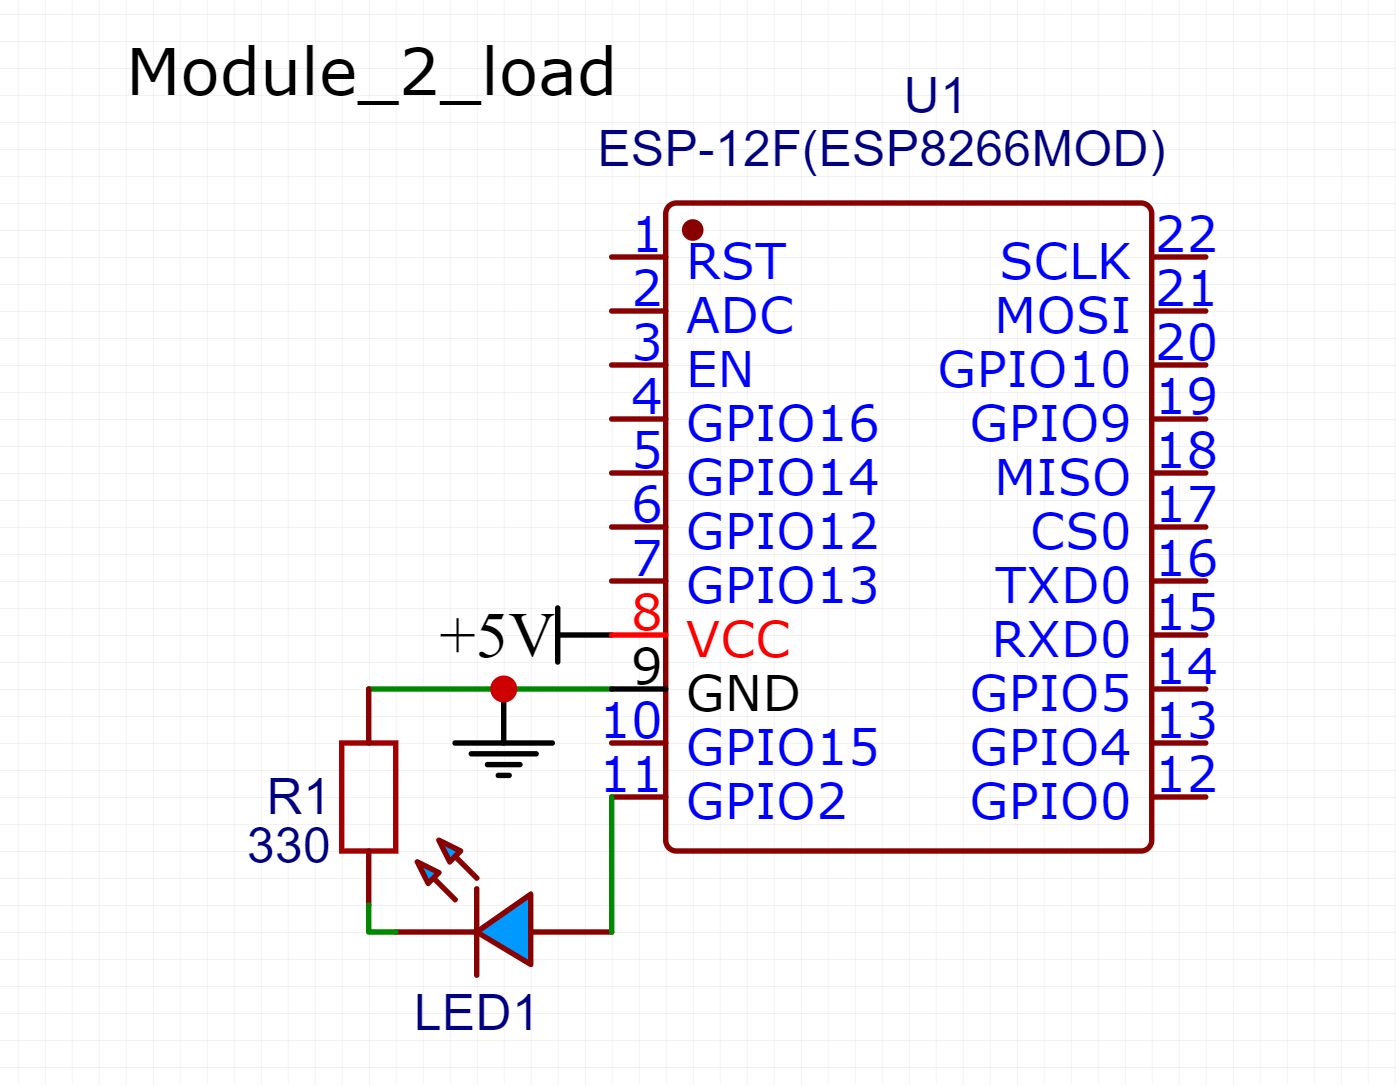 Module_2_load
U1
ESP-12F(ESP8266MOD)
1
RST
SCLK
22
2
ADC
MOSI
21
3
EN
GPIO10
20
4
GPIO16
GPIO9
19
5
GPIO14
MISO
18
6
GPIO12
CS0
17
7
GPIO13
TXD0
16
+5V
8
VCC
RXD0
15
9
GND
GPIO5
14
10
GPIO15
GPIO4
13
11
GPIO2
GPIO0
12
R1
330
LED1